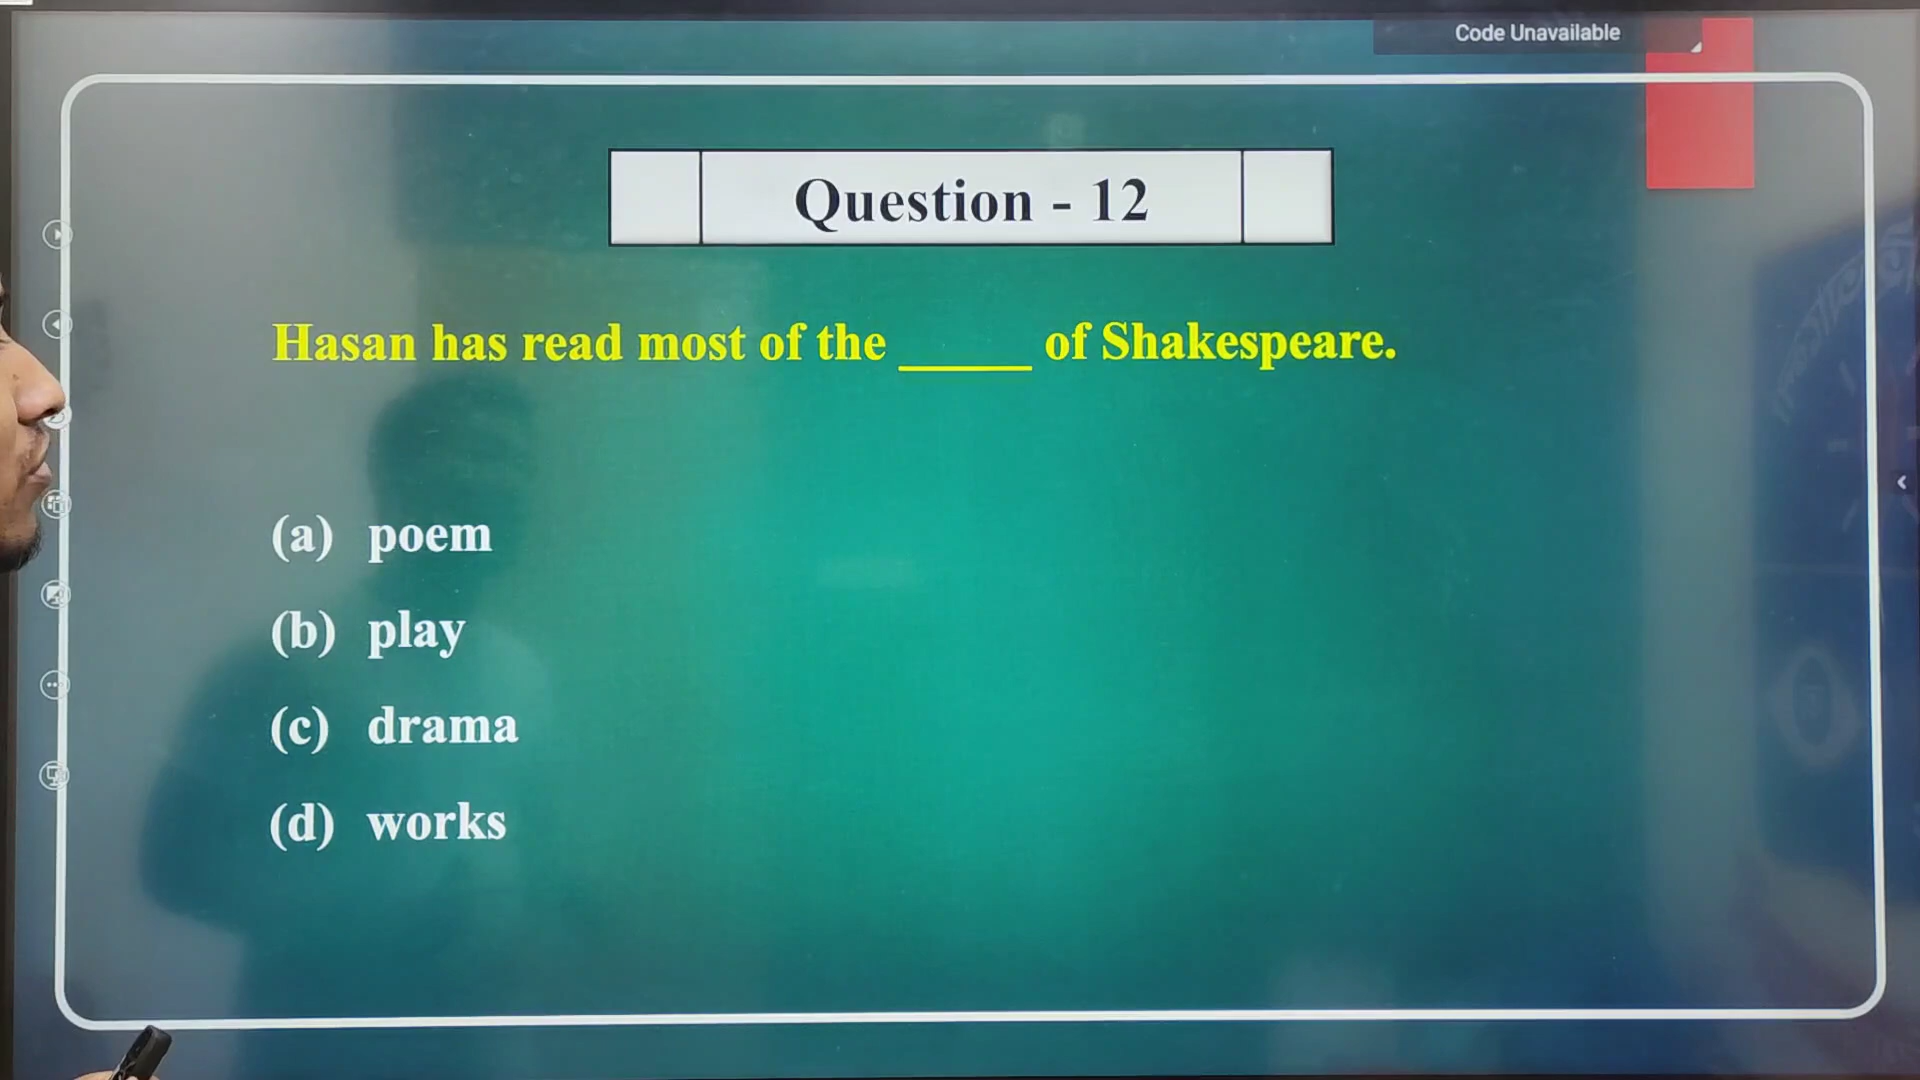 Code Unavailable
Question - 12
Hasan has read most of the _____ of Shakespeare.
(a) poem
(b) play
(c) drama
(d) works